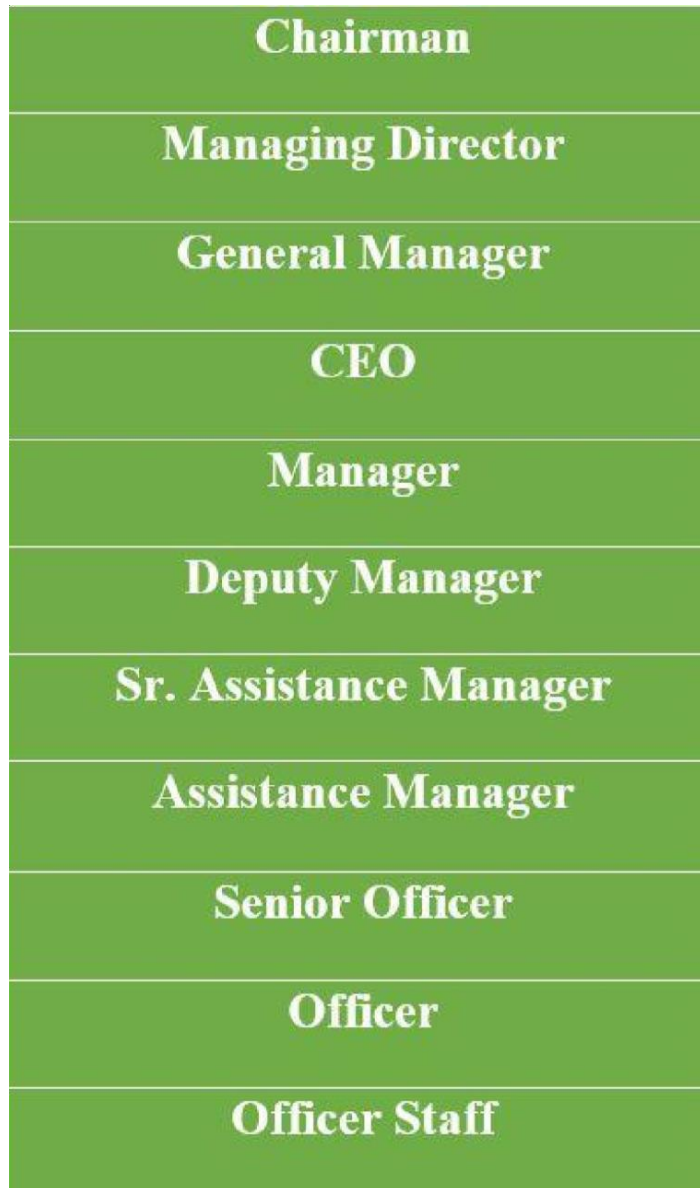 Chairman
Managing Director
General Manager
CEO
Manager
Deputy Manager
Sr. Assistance Manager
Assistance Manager
Senior Officer
Officer
Officer Staff